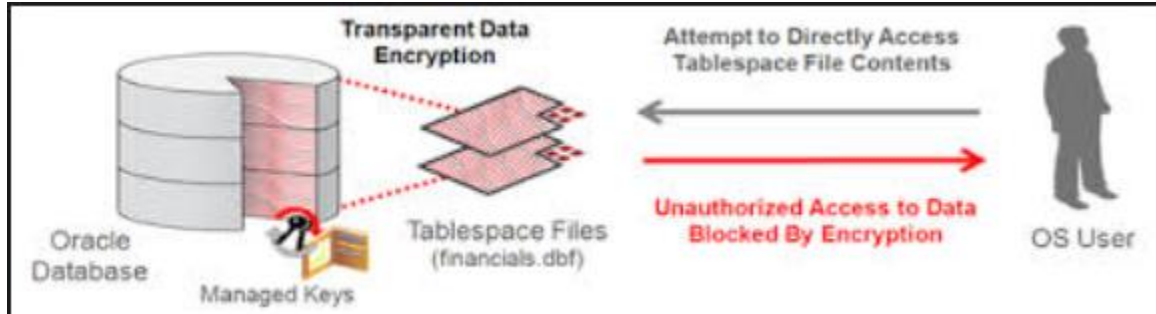 Transparent Data
Encryption
Attempt to Directly Access
Tablespace File Contents
Unauthorized Access to Data
Blocked By Encryption
Oracle
Database
Tablespace Files
(financials.dbf)
Managed Keys
OS User